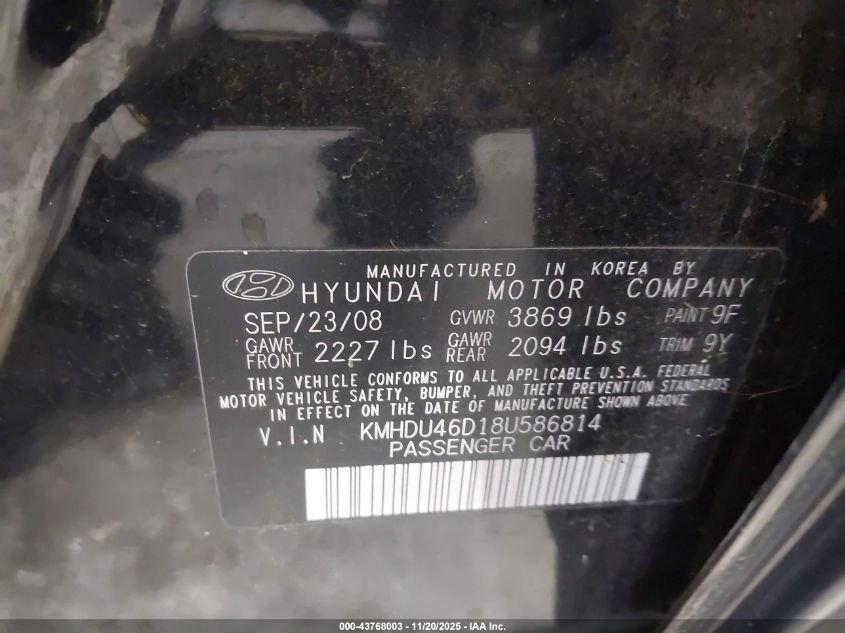 MANUFACTURED IN KOREA BY
HYUNDAI MOTOR COMPANY
SEP/23/08 GVWR 3869 lbs PAINT 9F
GAWR FRONT 2227 lbs GAWR REAR 2094 lbs TRIM 9Y
THIS VEHICLE CONFORMS TO ALL APPLICABLE U.S.A. FEDERAL
MOTOR VEHICLE SAFETY, BUMPER, AND THEFT PREVENTION STANDARDS
IN EFFECT ON THE DATE OF MANUFACTURE SHOWN ABOVE
V.I.N KMHDU46D18U586814
PASSENGER CAR
000-43768003 - 11/20/2025 - IAA Inc.